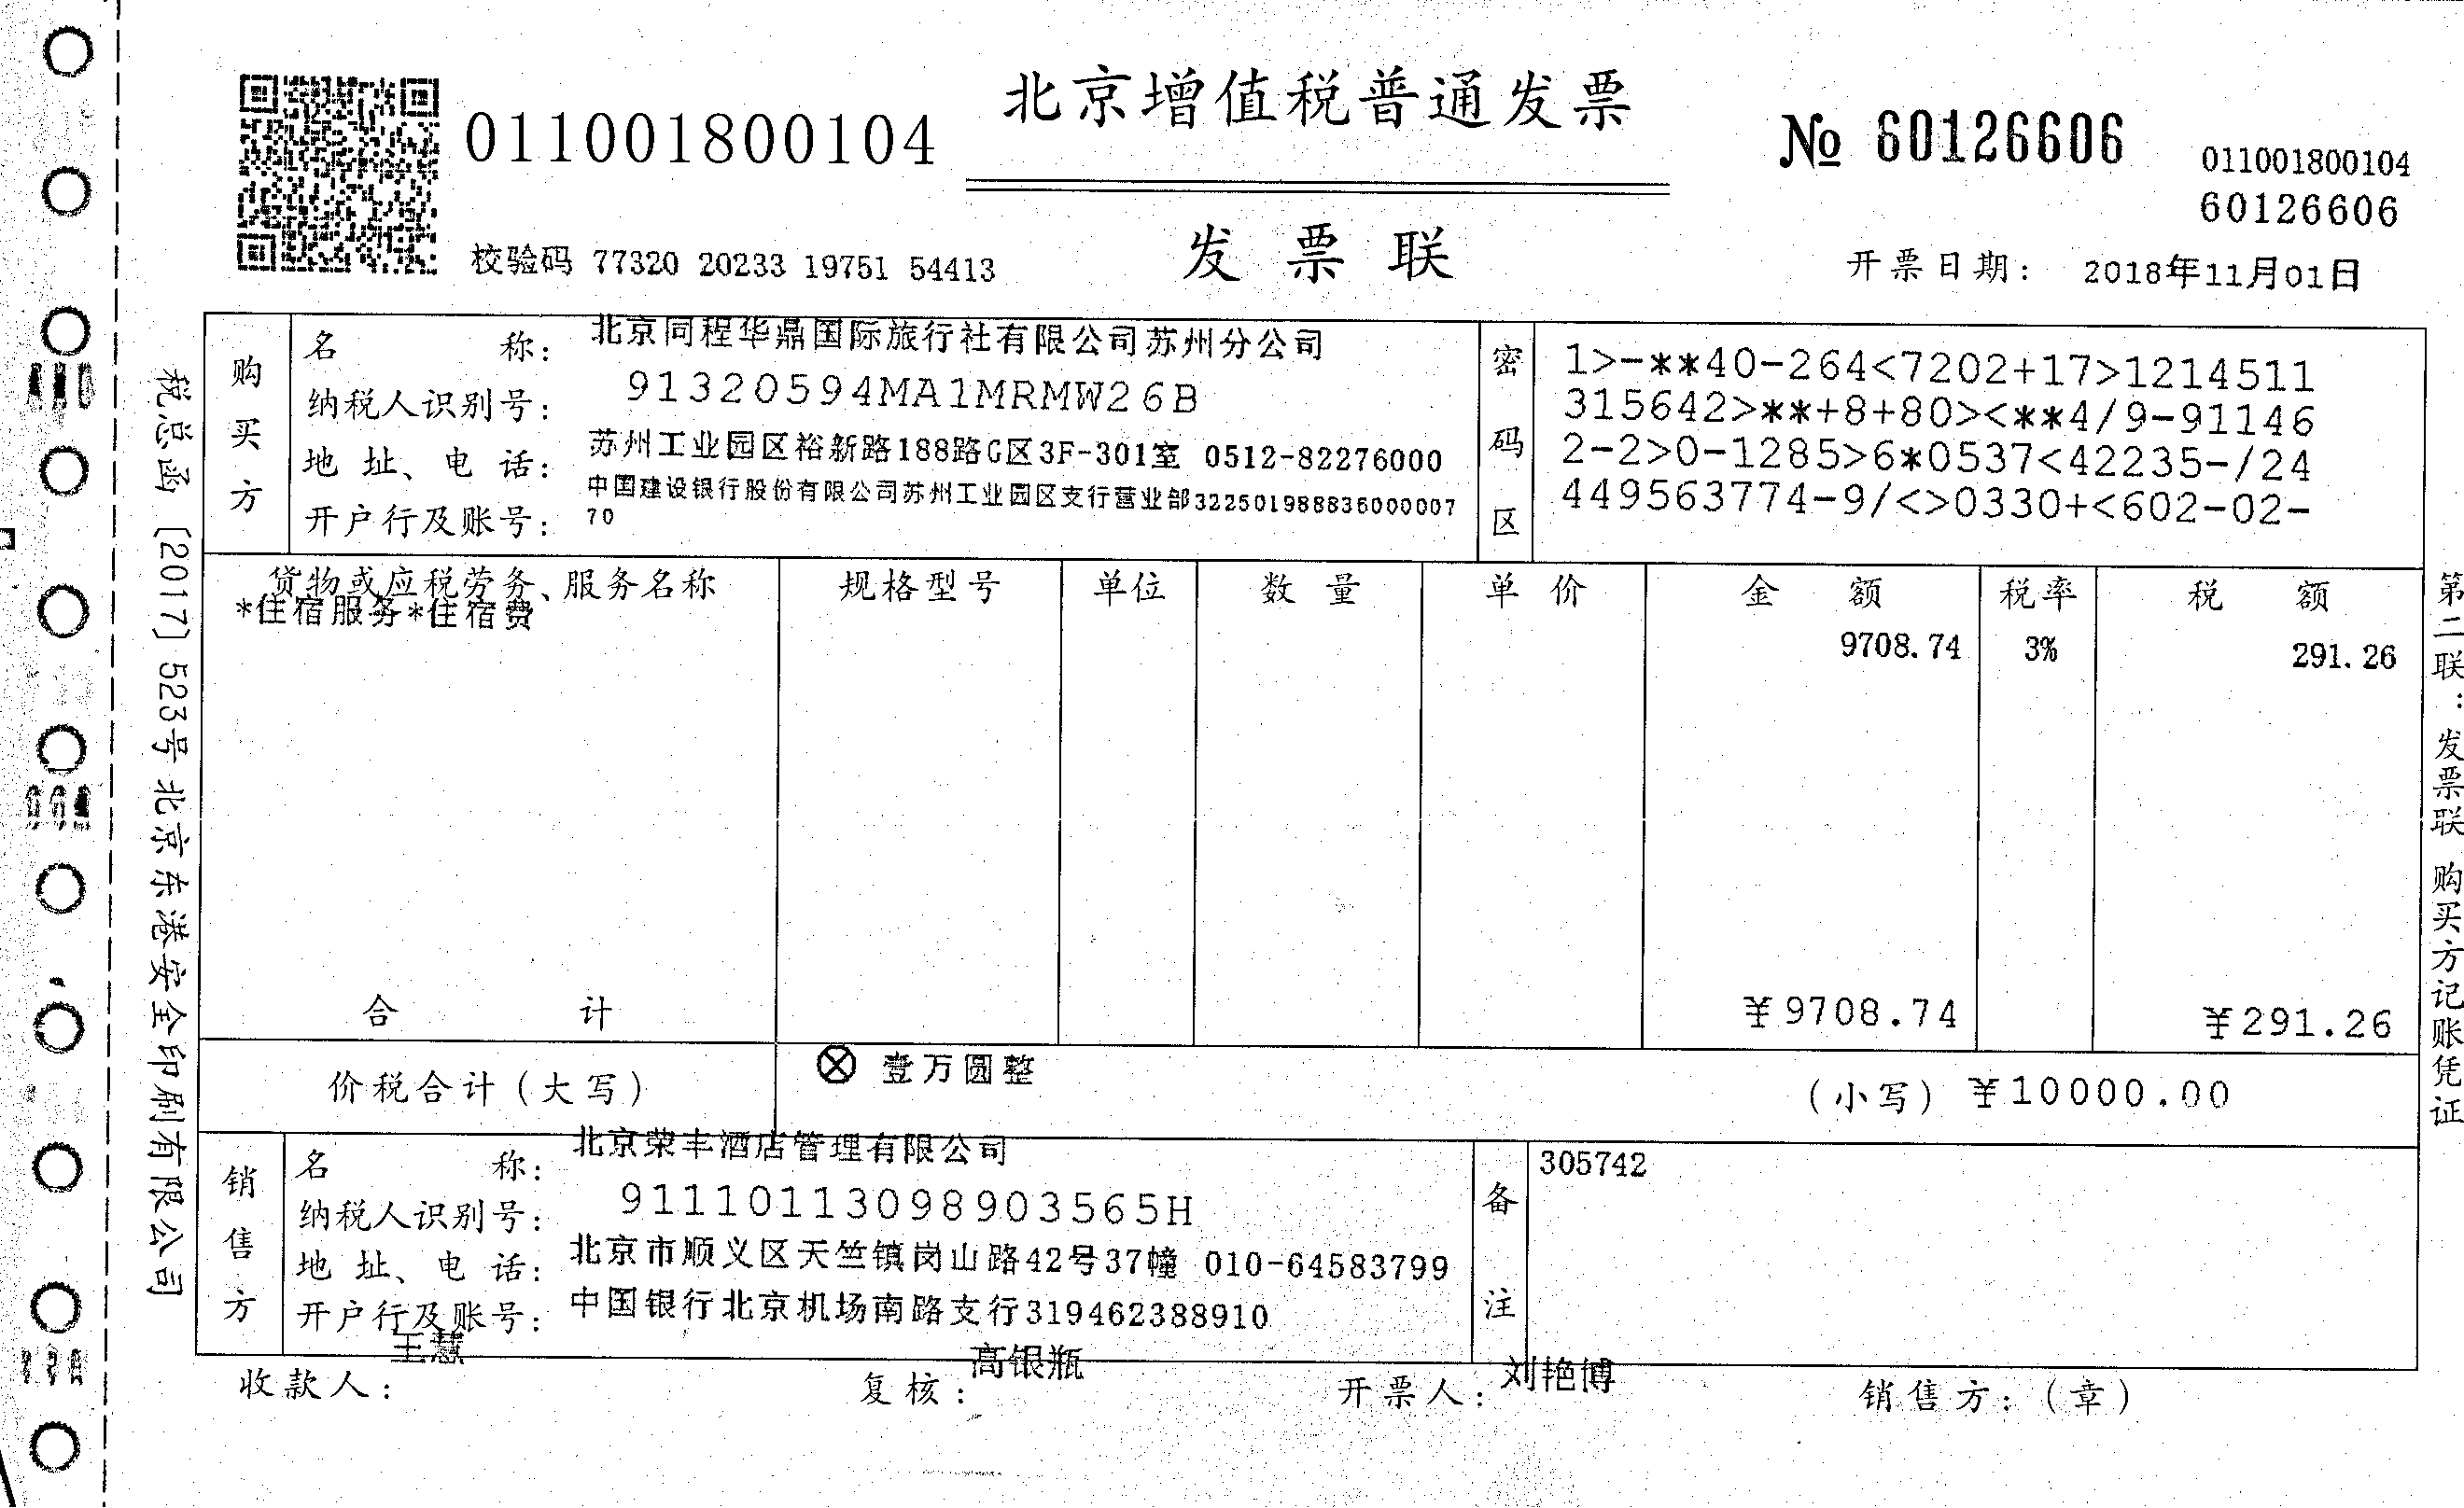 北京增值税普通发票
011001800104
№ 60126606
011001800104
60126606
校验码 77320 20233 19751 54413
发票联
开票日期: 2018年11月01日
购买方
名称: 北京同程华鼎国际旅行社有限公司苏州分公司
纳税人识别号: 91320594MA1MRMW26B
地址、电话: 苏州工业园区裕新路188路G区3F-301室 0512-82276000
开户行及账号: 中国建设银行股份有限公司苏州工业园区支行营业部3225019888360000007
70
密码区
1>-**40-264<7202+17>1214511
315642>**+8+80><**4/9-91146
2-2>0-1285>6*0537<42235-/24
449563774-9/<>0330+<602-02-
货物或应税劳务、服务名称 规格型号 单位 数量 单价 金额 税率 税额
*住宿服务*住宿费 9708.74 3% 291.26
合计 ¥9708.74 ¥291.26
价税合计(大写) ⊗ 壹万圆整 (小写) ¥10000.00
销售方
名称: 北京荣丰酒店管理有限公司
纳税人识别号: 91110113098903565H
地址、电话: 北京市顺义区天竺镇岗山路42号37幢 010-64583799
开户行及账号: 中国银行北京机场南路支行319462388910
备注
305742
收款人: 王慧 复核: 高银瓶 开票人: 刘艳博 销售方:(章)
税总函〔2017〕523号北京东港安全印刷有限公司
第二联:发票联 购买方记账凭证